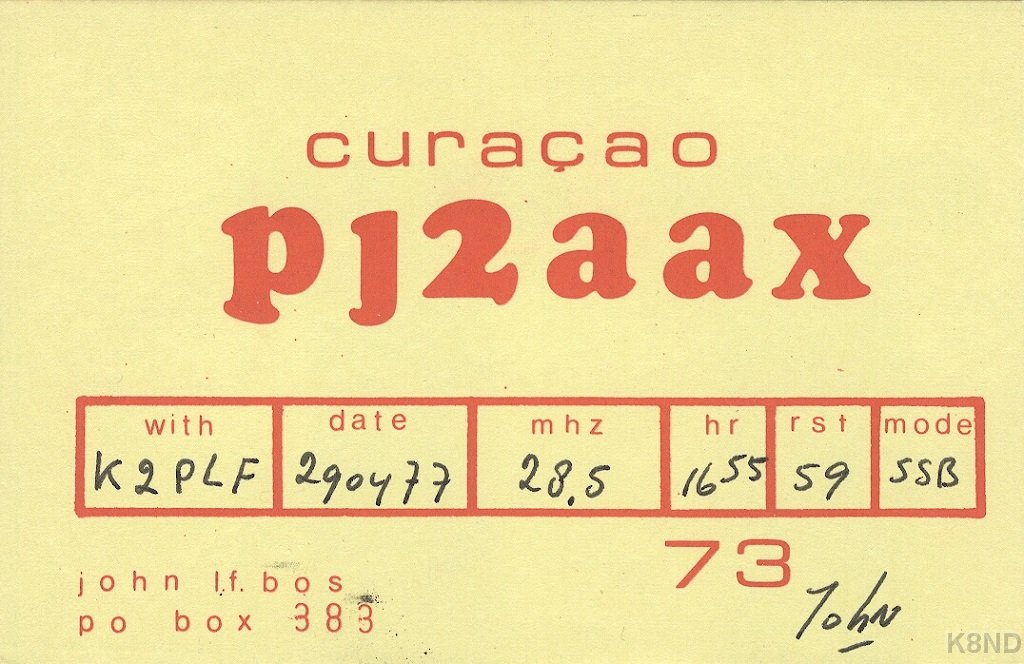 curaçao
pj2aax
with date mhz hr rst mode
K2PLF 290477 28.5 1655 59 SSB
73
john l.f. bos
po box 383
John
K8ND